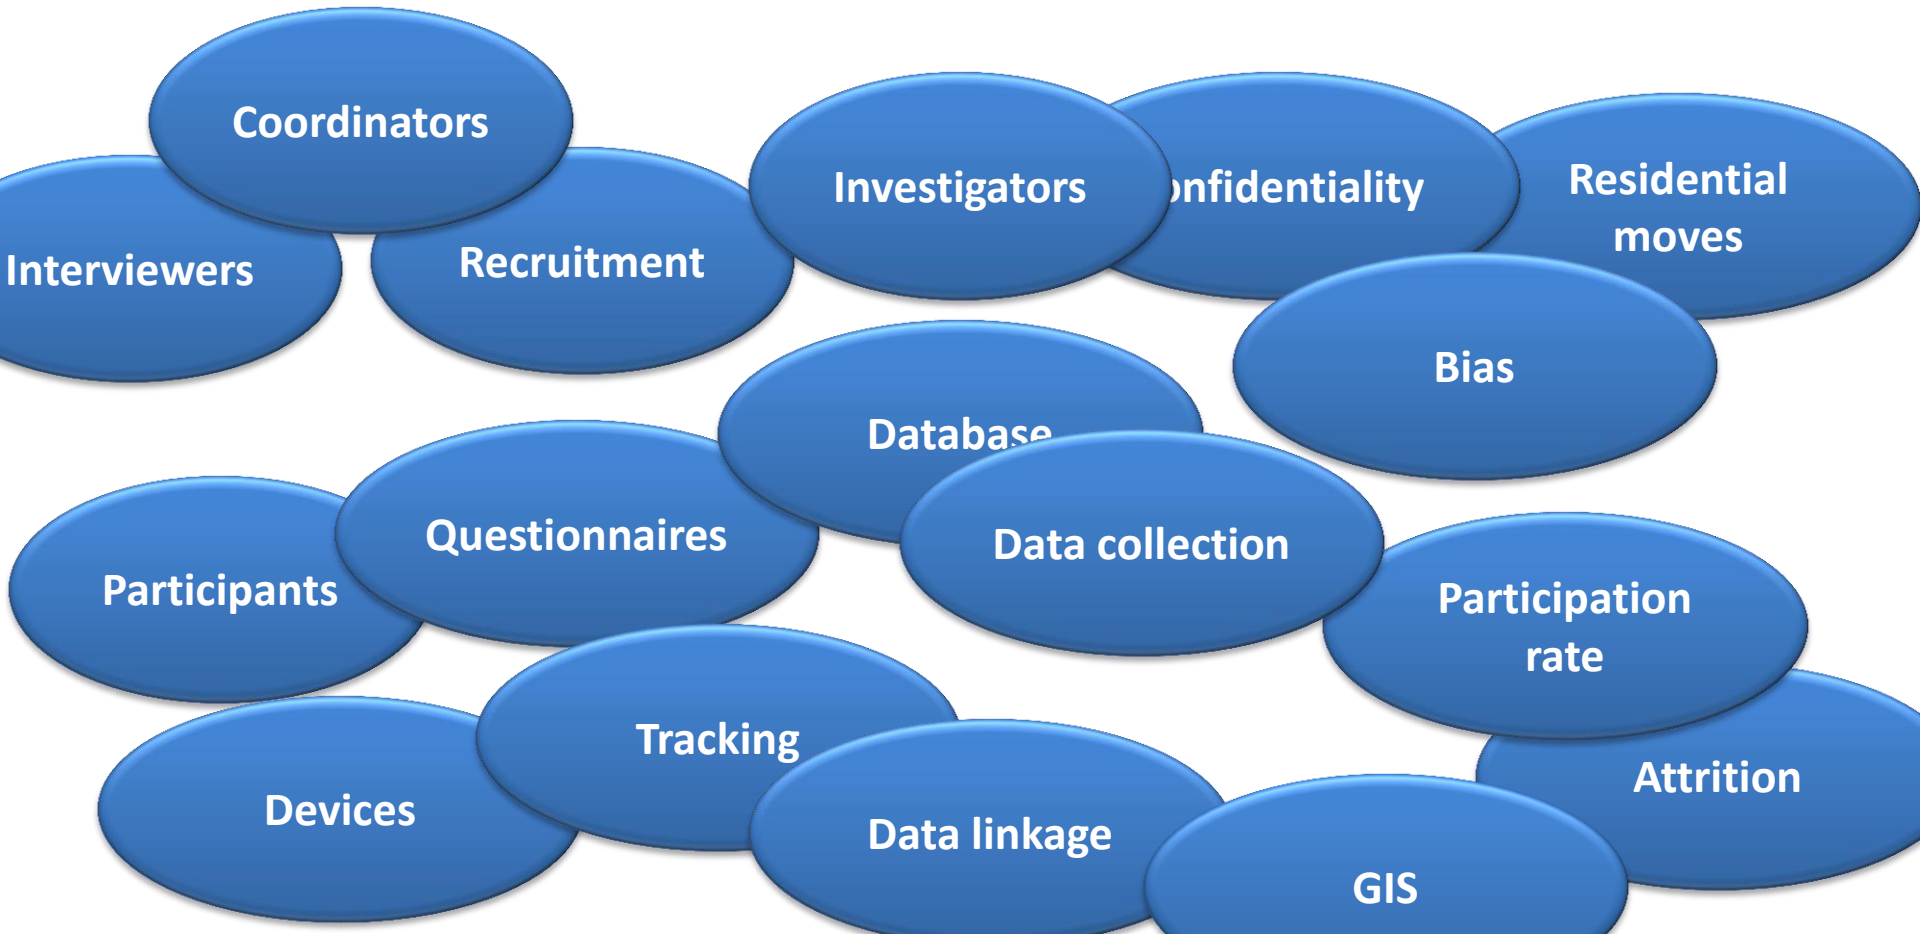 Coordinators
Interviewers
Recruitment
Investigators
onfidentiality
Residential
moves
Bias
Database
Data collection
Questionnaires
Participants
Participation
rate
Tracking
Devices
Data linkage
Attrition
GIS